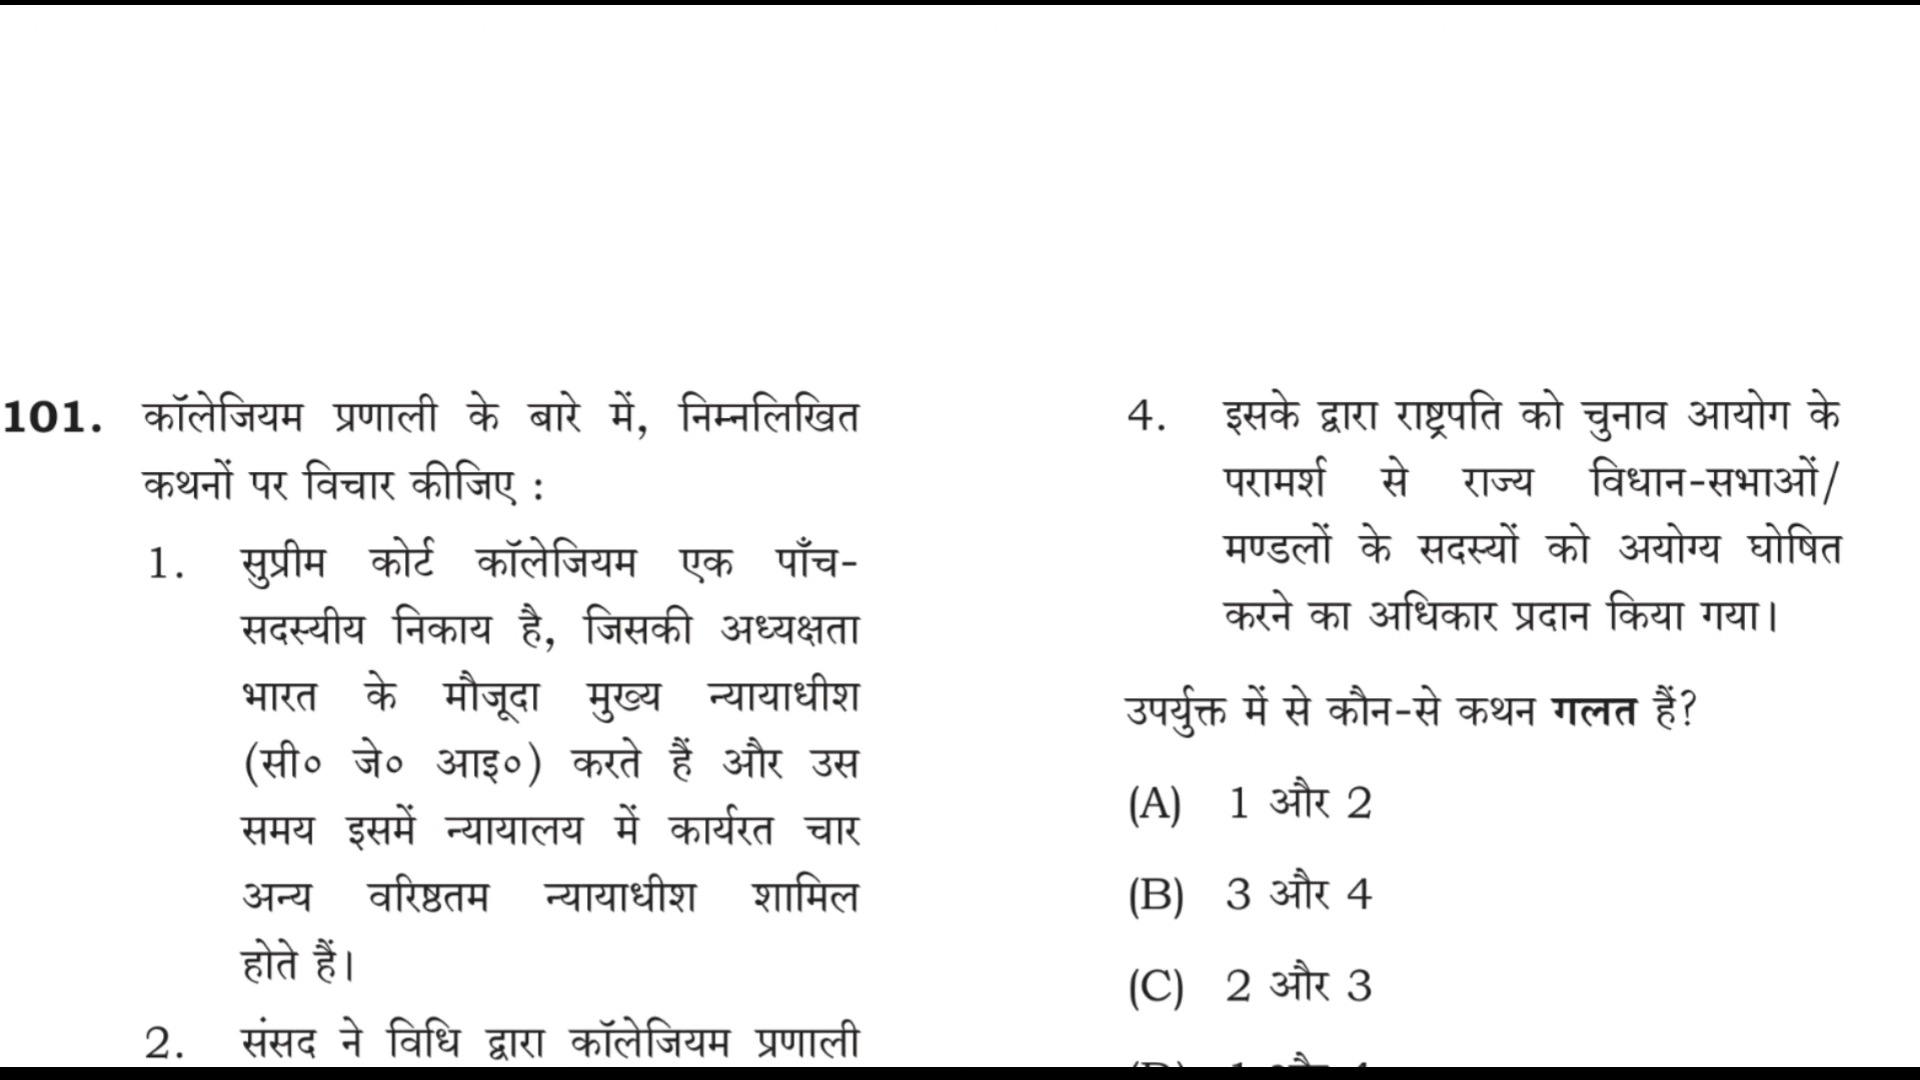 101. कॉलेजियम प्रणाली के बारे में, निम्नलिखित
कथनों पर विचार कीजिए :
1. सुप्रीम कोर्ट कॉलेजियम एक पाँच-
सदस्यीय निकाय है, जिसकी अध्यक्षता
भारत के मौजूदा मुख्य न्यायाधीश
(सी० जे० आइ०) करते हैं और उस
समय इसमें न्यायालय में कार्यरत चार
अन्य वरिष्ठतम न्यायाधीश शामिल
होते हैं।
2. संसद ने विधि द्वारा कॉलेजियम प्रणाली
4. इसके द्वारा राष्ट्रपति को चुनाव आयोग के
परामर्श से राज्य विधान-सभाओं/
मण्डलों के सदस्यों को अयोग्य घोषित
करने का अधिकार प्रदान किया गया।
उपर्युक्त में से कौन-से कथन गलत हैं?
(A) 1 और 2
(B) 3 और 4
(C) 2 और 3